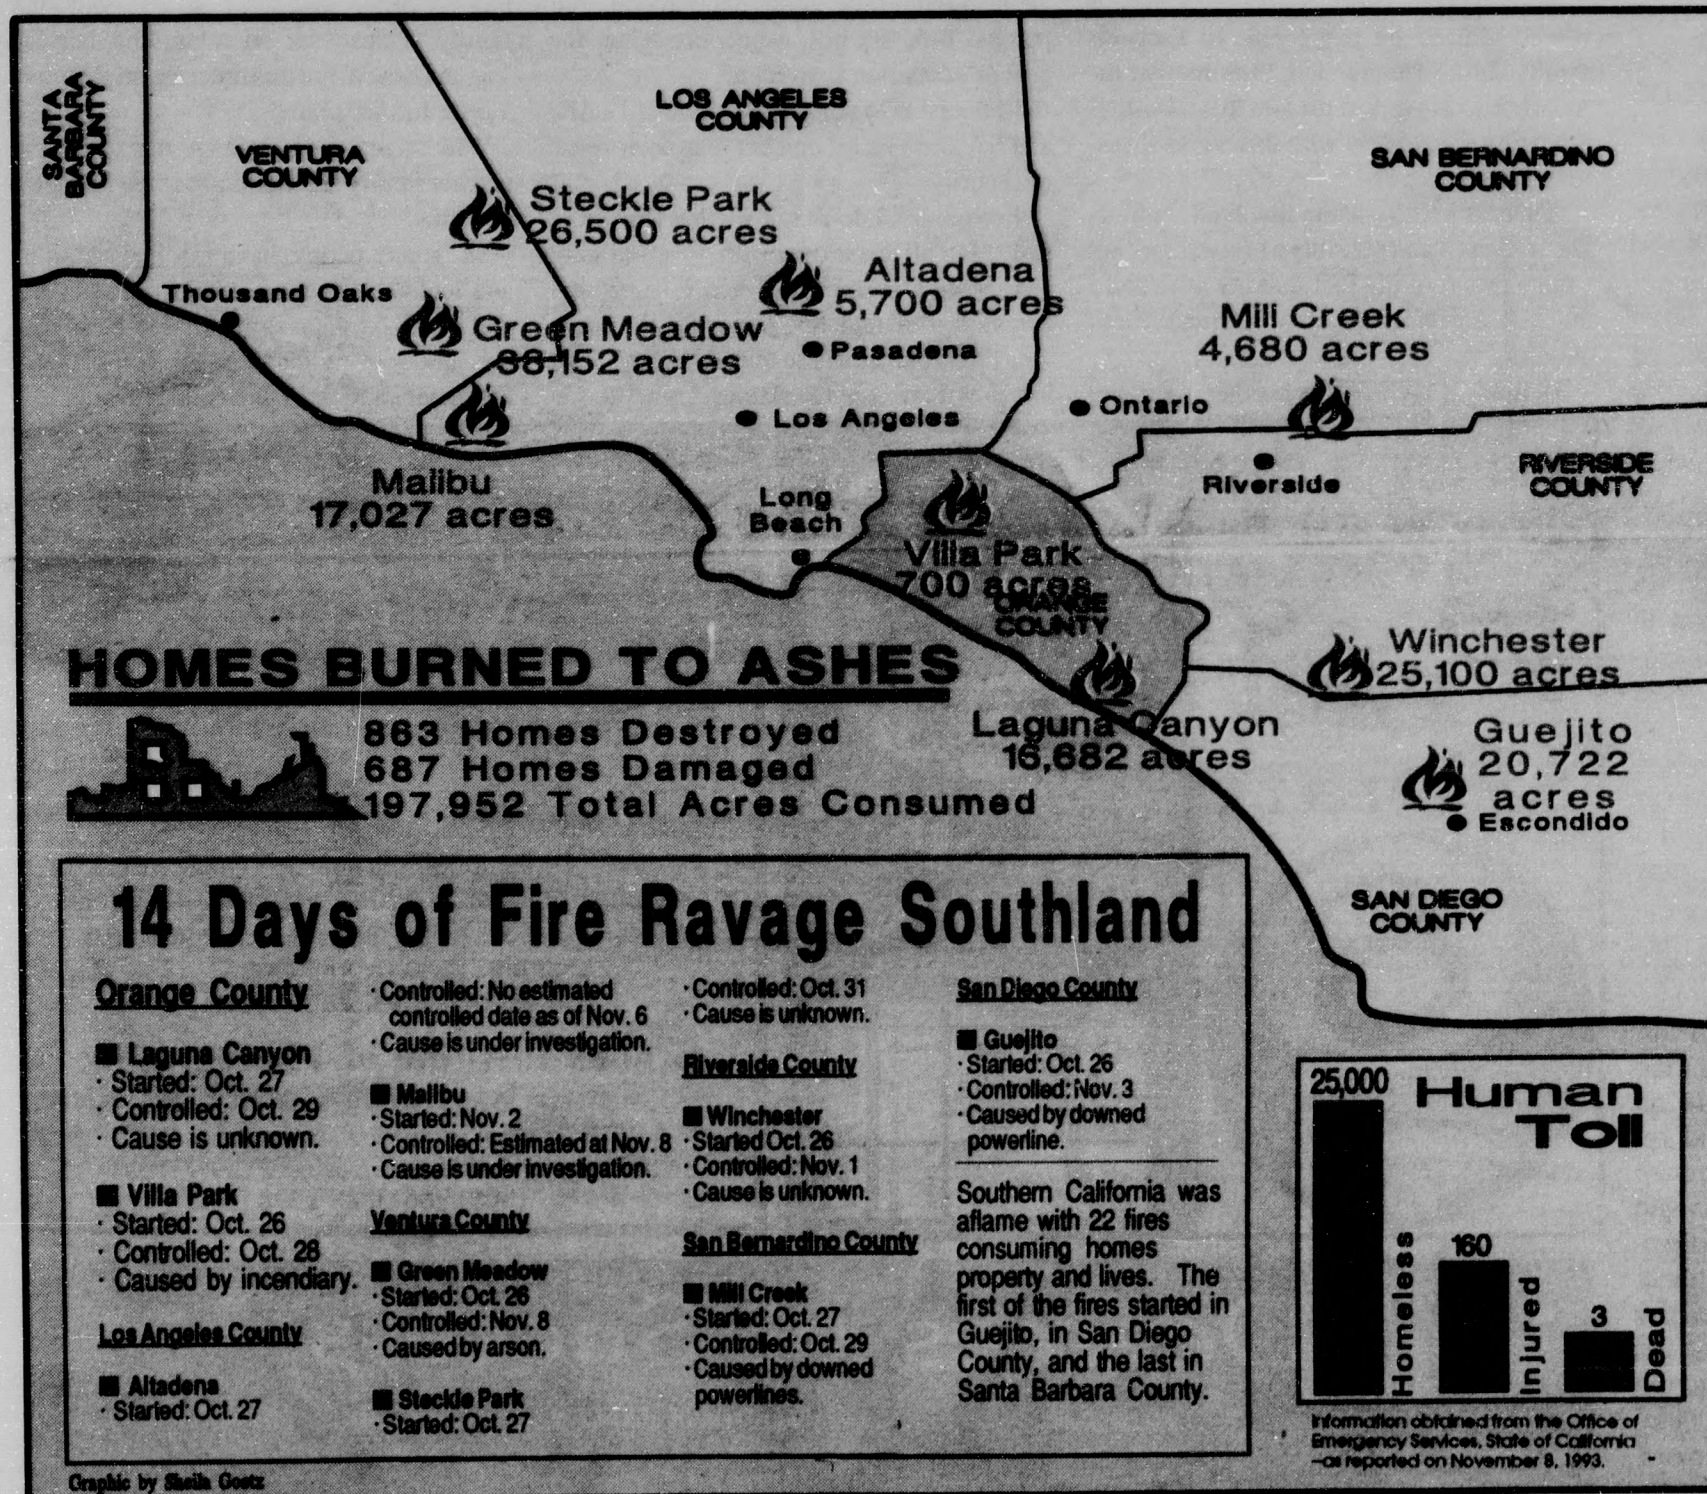 SANTA
BARBARA
COUNTY
VENTURA
COUNTY
LOS ANGELES
COUNTY
SAN BERNARDINO
COUNTY
Steckle Park
26,500 acres
Altadena
5,700 acres
Thousand Oaks
Green Meadow
38,152 acres
Pasadena
Mill Creek
4,680 acres
Los Angeles
Ontario
Malibu
17,027 acres
Long
Beach
Riverside
RIVERSIDE
COUNTY
Villa Park
700 acres
ORANGE
COUNTY
Winchester
25,100 acres
Laguna Canyon
16,682 acres
Guejito
20,722
acres
Escondido
SAN DIEGO
COUNTY
HOMES BURNED TO ASHES
863 Homes Destroyed
687 Homes Damaged
197,952 Total Acres Consumed
14 Days of Fire Ravage Southland
Orange County
■ Laguna Canyon
· Started: Oct. 27
· Controlled: Oct. 29
· Cause is unknown.
■ Villa Park
· Started: Oct. 26
· Controlled: Oct. 28
· Caused by incendiary.
Los Angeles County
■ Altadena
· Started: Oct. 27
· Controlled: No estimated
controlled date as of Nov. 6
· Cause is under investigation.
■ Malibu
· Started: Nov. 2
· Controlled: Estimated at Nov. 8
· Cause is under investigation.
Ventura County
■ Green Meadow
· Started: Oct. 26
· Controlled: Nov. 8
· Caused by arson.
■ Steckle Park
· Started: Oct. 27
· Controlled: Oct. 31
· Cause is unknown.
Riverside County
■ Winchester
· Started Oct. 26
· Controlled: Nov. 1
· Cause is unknown.
San Bernardino County
■ Mill Creek
· Started: Oct. 27
· Controlled: Oct. 29
· Caused by downed
powerlines.
San Diego County
■ Guejito
· Started: Oct. 26
· Controlled: Nov. 3
· Caused by downed
powerline.
Southern California was
aflame with 22 fires
consuming homes
property and lives. The
first of the fires started in
Guejito, in San Diego
County, and the last in
Santa Barbara County.
Human
Toll
25,000
Homeless
160
Injured
3
Dead
Information obtained from the Office of
Emergency Services, State of California
—as reported on November 8, 1993.
Graphic by Sheila Goetz